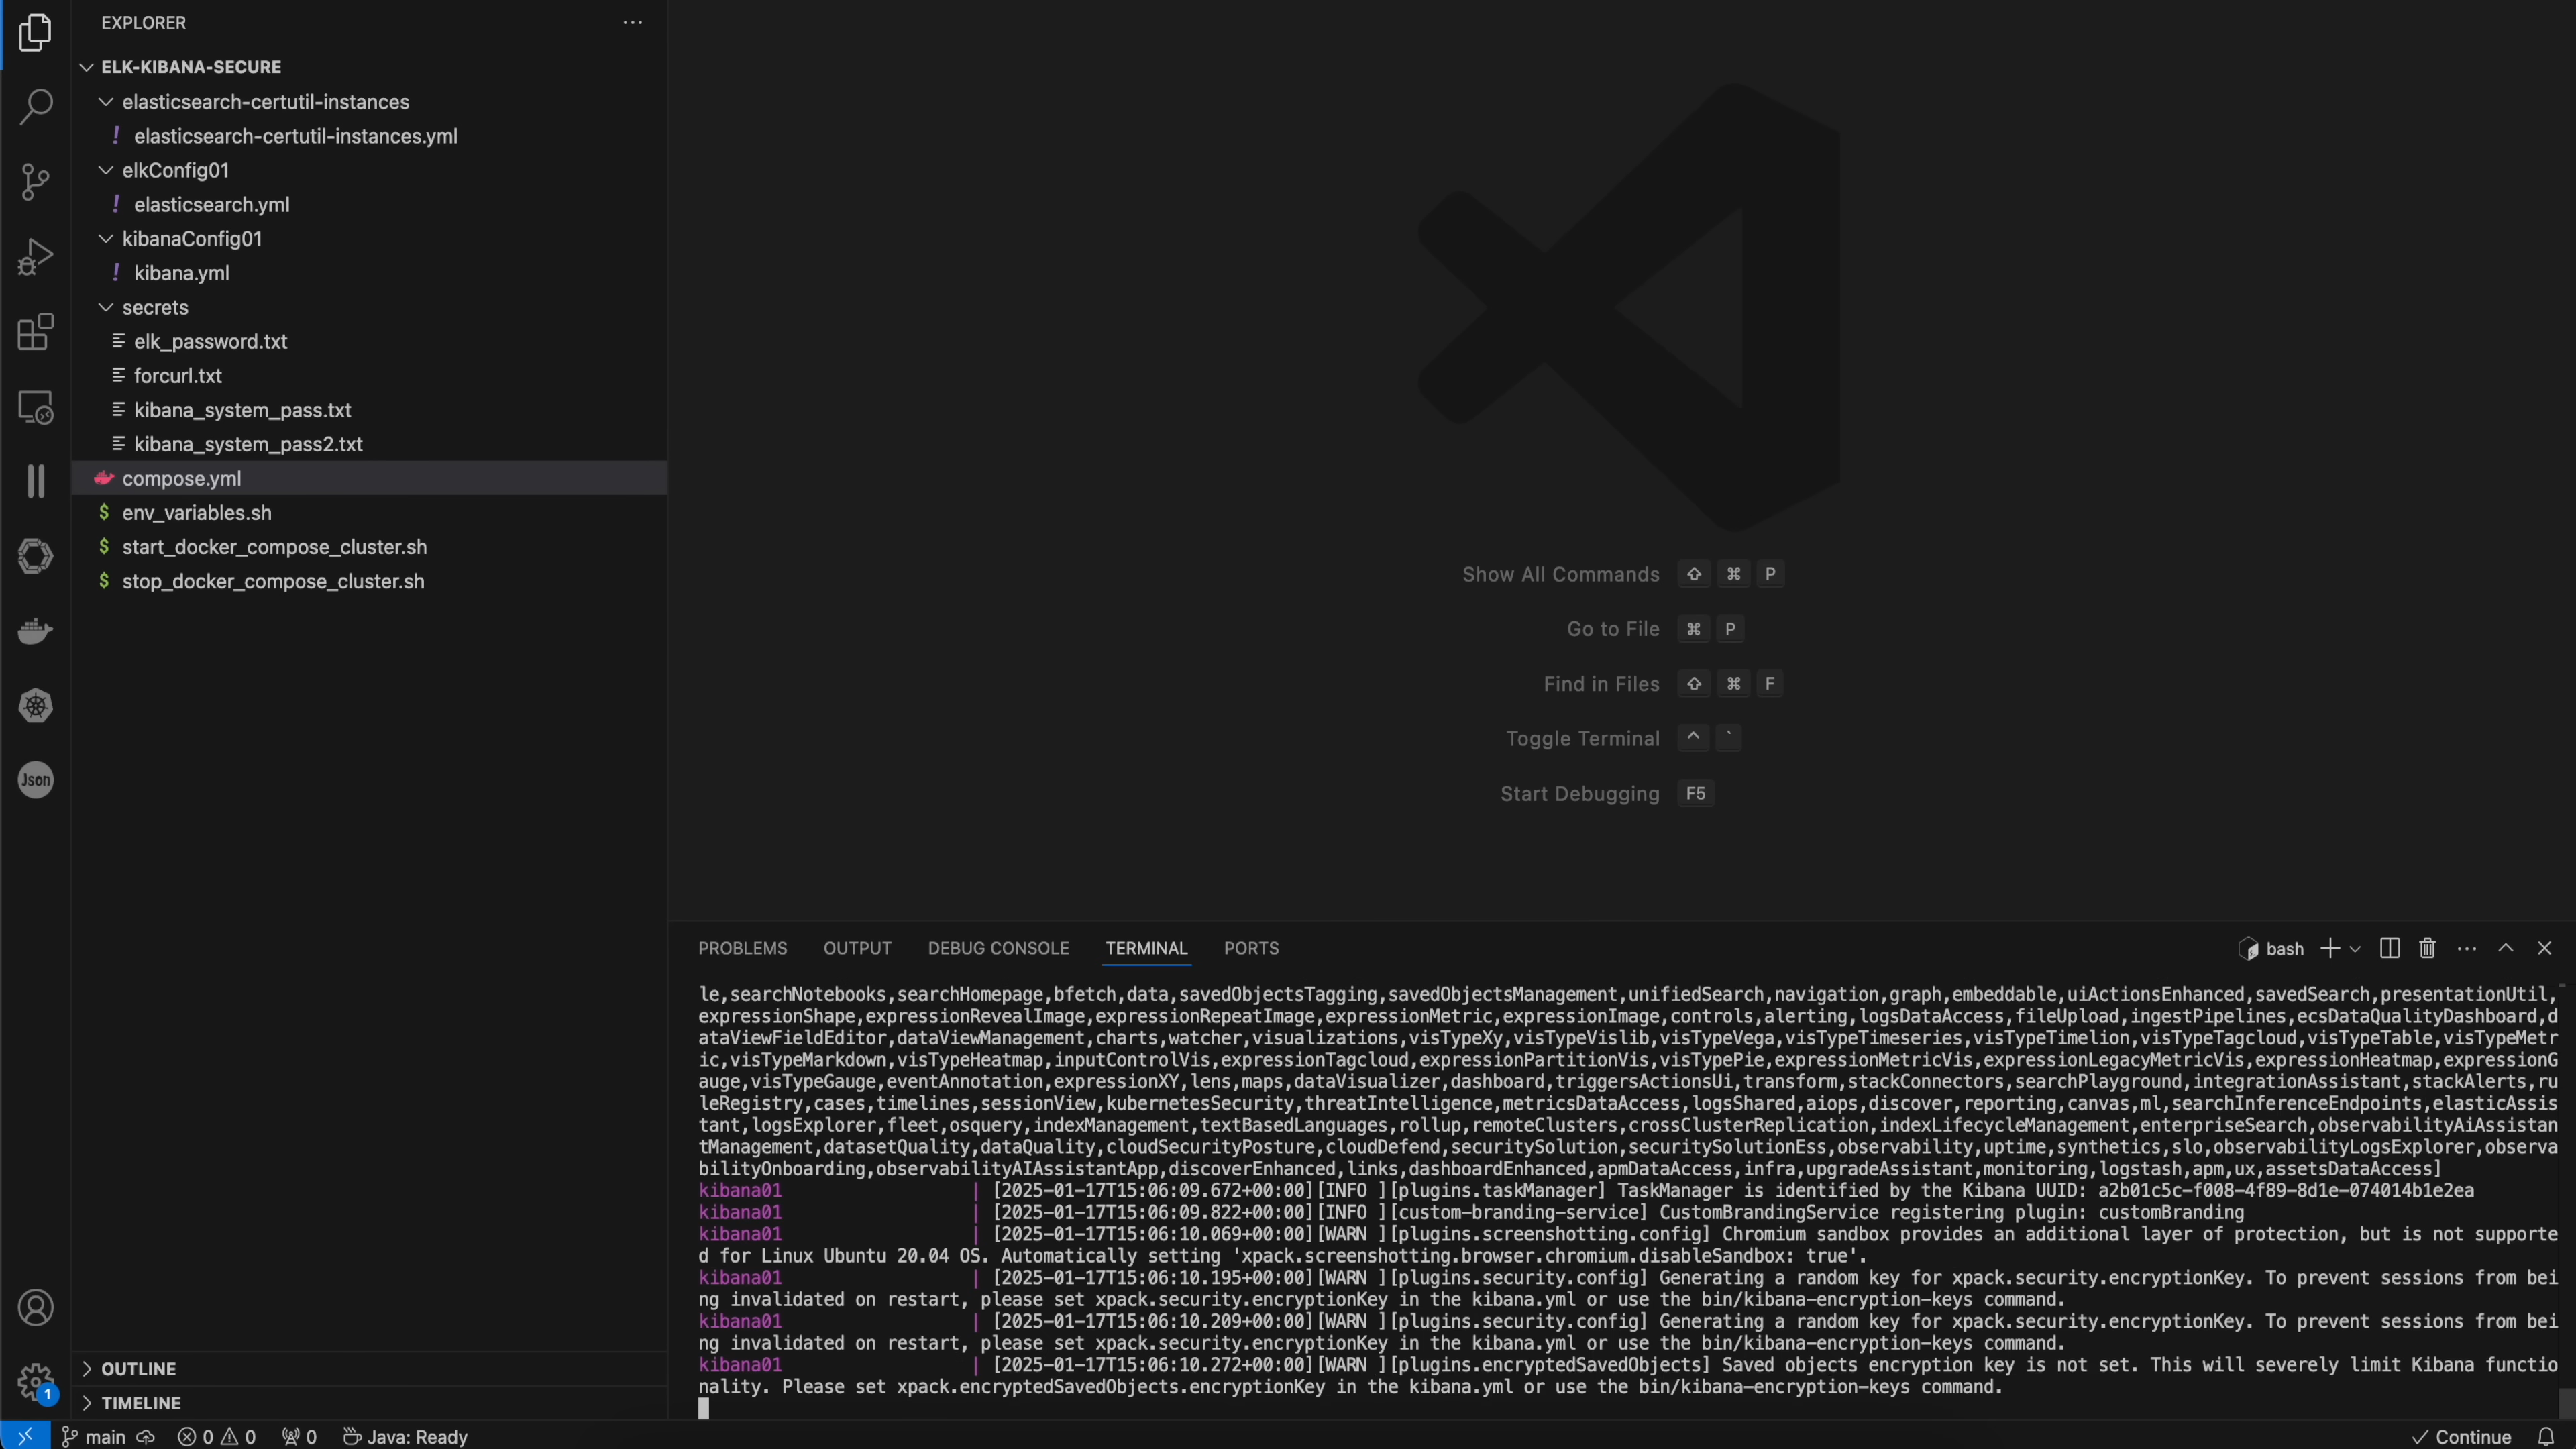 EXPLORER
ELK-KIBANA-SECURE
elasticsearch-certutil-instances
! elasticsearch-certutil-instances.yml
elkConfig01
! elasticsearch.yml
kibanaConfig01
! kibana.yml
secrets
elk_password.txt
forcurl.txt
kibana_system_pass.txt
kibana_system_pass2.txt
compose.yml
$ env_variables.sh
$ start_docker_compose_cluster.sh
$ stop_docker_compose_cluster.sh
Json
1
OUTLINE
TIMELINE
Show All Commands ⇧ ⌘ P
Go to File ⌘ P
Find in Files ⇧ ⌘ F
Toggle Terminal ^ `
Start Debugging F5
PROBLEMS OUTPUT DEBUG CONSOLE TERMINAL PORTS bash
le,searchNotebooks,searchHomepage,bfetch,data,savedObjectsTagging,savedObjectsManagement,unifiedSearch,navigation,graph,embeddable,uiActionsEnhanced,savedSearch,presentationUtil,
expressionShape,expressionRevealImage,expressionRepeatImage,expressionMetric,expressionImage,controls,alerting,logsDataAccess,fileUpload,ingestPipelines,ecsDataQualityDashboard,d
ataViewFieldEditor,dataViewManagement,charts,watcher,visualizations,visTypeXy,visTypeVislib,visTypeVega,visTypeTimeseries,visTypeTimelion,visTypeTagcloud,visTypeTable,visTypeMetr
ic,visTypeMarkdown,visTypeHeatmap,inputControlVis,expressionTagcloud,expressionPartitionVis,visTypePie,expressionMetricVis,expressionLegacyMetricVis,expressionHeatmap,expressionG
auge,visTypeGauge,eventAnnotation,expressionXY,lens,maps,dataVisualizer,dashboard,triggersActionsUi,transform,stackConnectors,searchPlayground,integrationAssistant,stackAlerts,ru
leRegistry,cases,timelines,sessionView,kubernetesSecurity,threatIntelligence,metricsDataAccess,logsShared,aiops,discover,reporting,canvas,ml,searchInferenceEndpoints,elasticAssis
tant,logsExplorer,fleet,osquery,indexManagement,textBasedLanguages,rollup,remoteClusters,crossClusterReplication,indexLifecycleManagement,enterpriseSearch,observabilityAiAssistan
tManagement,datasetQuality,dataQuality,cloudSecurityPosture,cloudDefend,securitySolution,securitySolutionEss,observability,uptime,synthetics,slo,observabilityLogsExplorer,observa
bilityOnboarding,observabilityAIAssistantApp,discoverEnhanced,links,dashboardEnhanced,apmDataAccess,infra,upgradeAssistant,monitoring,logstash,apm,ux,assetsDataAccess]
kibana01 | [2025-01-17T15:06:09.672+00:00][INFO ][plugins.taskManager] TaskManager is identified by the Kibana UUID: a2b01c5c-f008-4f89-8d1e-074014b1e2ea
kibana01 | [2025-01-17T15:06:09.822+00:00][INFO ][custom-branding-service] CustomBrandingService registering plugin: customBranding
kibana01 | [2025-01-17T15:06:10.069+00:00][WARN ][plugins.screenshotting.config] Chromium sandbox provides an additional layer of protection, but is not supporte
d for Linux Ubuntu 20.04 OS. Automatically setting 'xpack.screenshotting.browser.chromium.disableSandbox: true'.
kibana01 | [2025-01-17T15:06:10.195+00:00][WARN ][plugins.security.config] Generating a random key for xpack.security.encryptionKey. To prevent sessions from bei
ng invalidated on restart, please set xpack.security.encryptionKey in the kibana.yml or use the bin/kibana-encryption-keys command.
kibana01 | [2025-01-17T15:06:10.209+00:00][WARN ][plugins.security.config] Generating a random key for xpack.security.encryptionKey. To prevent sessions from bei
ng invalidated on restart, please set xpack.security.encryptionKey in the kibana.yml or use the bin/kibana-encryption-keys command.
kibana01 | [2025-01-17T15:06:10.272+00:00][WARN ][plugins.encryptedSavedObjects] Saved objects encryption key is not set. This will severely limit Kibana functio
nality. Please set xpack.encryptedSavedObjects.encryptionKey in the kibana.yml or use the bin/kibana-encryption-keys command.
main 0 0 0 Java: Ready Continue